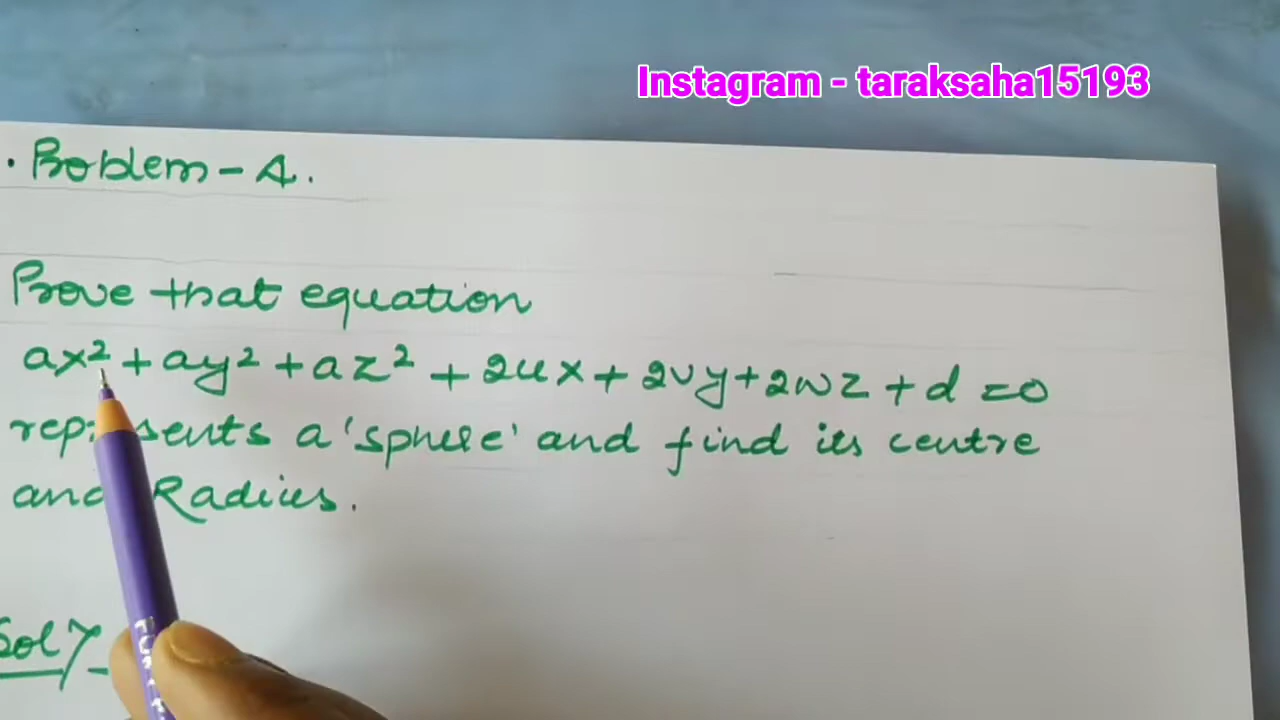 Instagram - taraksaha15193
. Problem - A.
Prove that equation
ax² + ay² + az² + 2ux + 2vy + 2wz + d = 0
represents a 'sphere' and find its centre
and Radius.
Sol